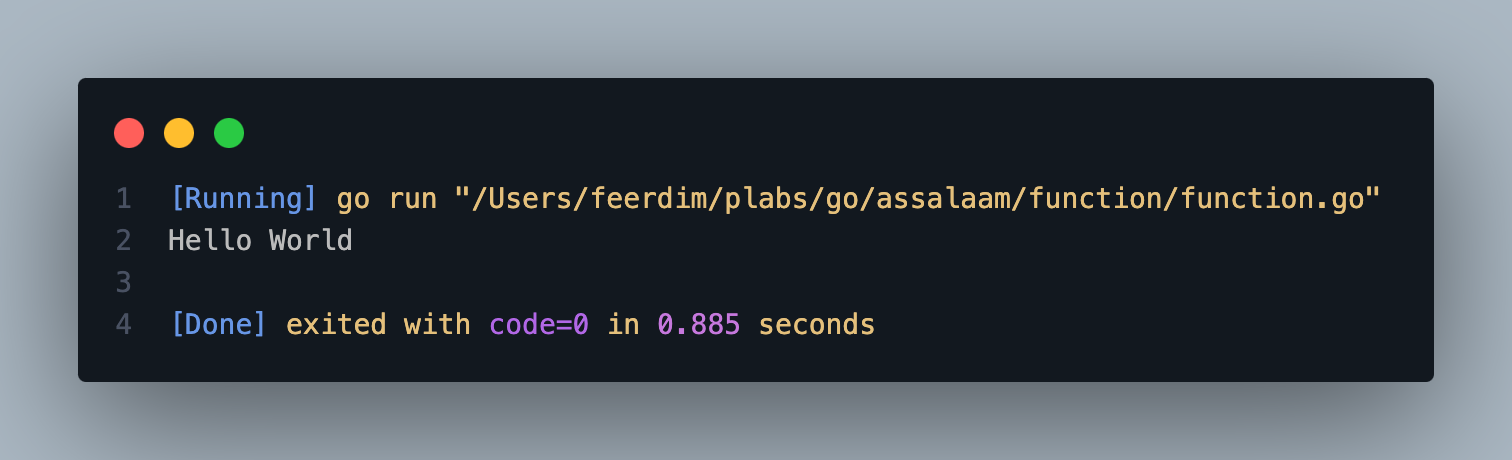 1 [Running] go run "/Users/feerdim/plabs/go/assalaam/function/function.go"
2 Hello World
3
4 [Done] exited with code=0 in 0.885 seconds